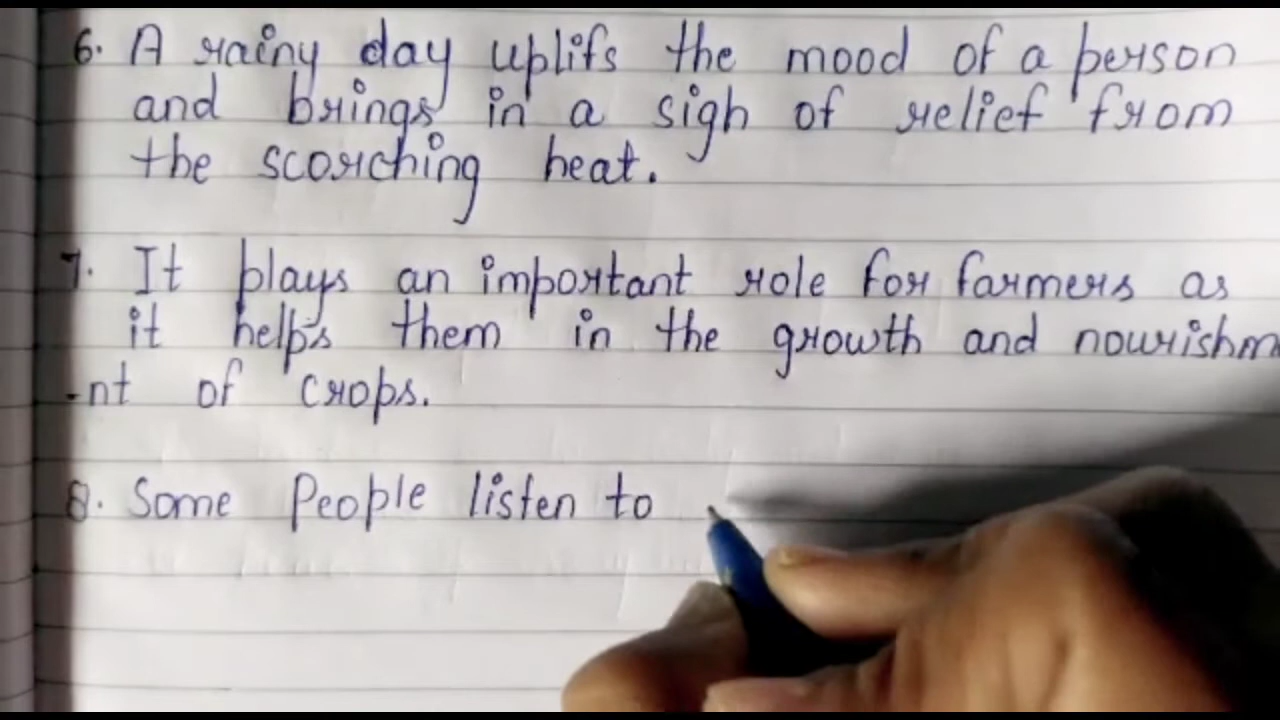 6. A rainy day uplifs the mood of a person
and brings in a sigh of relief from
the scorching heat.
7. It plays an important role for farmers as
it helps them in the growth and nourishm
-nt of crops.
8. Some People listen to